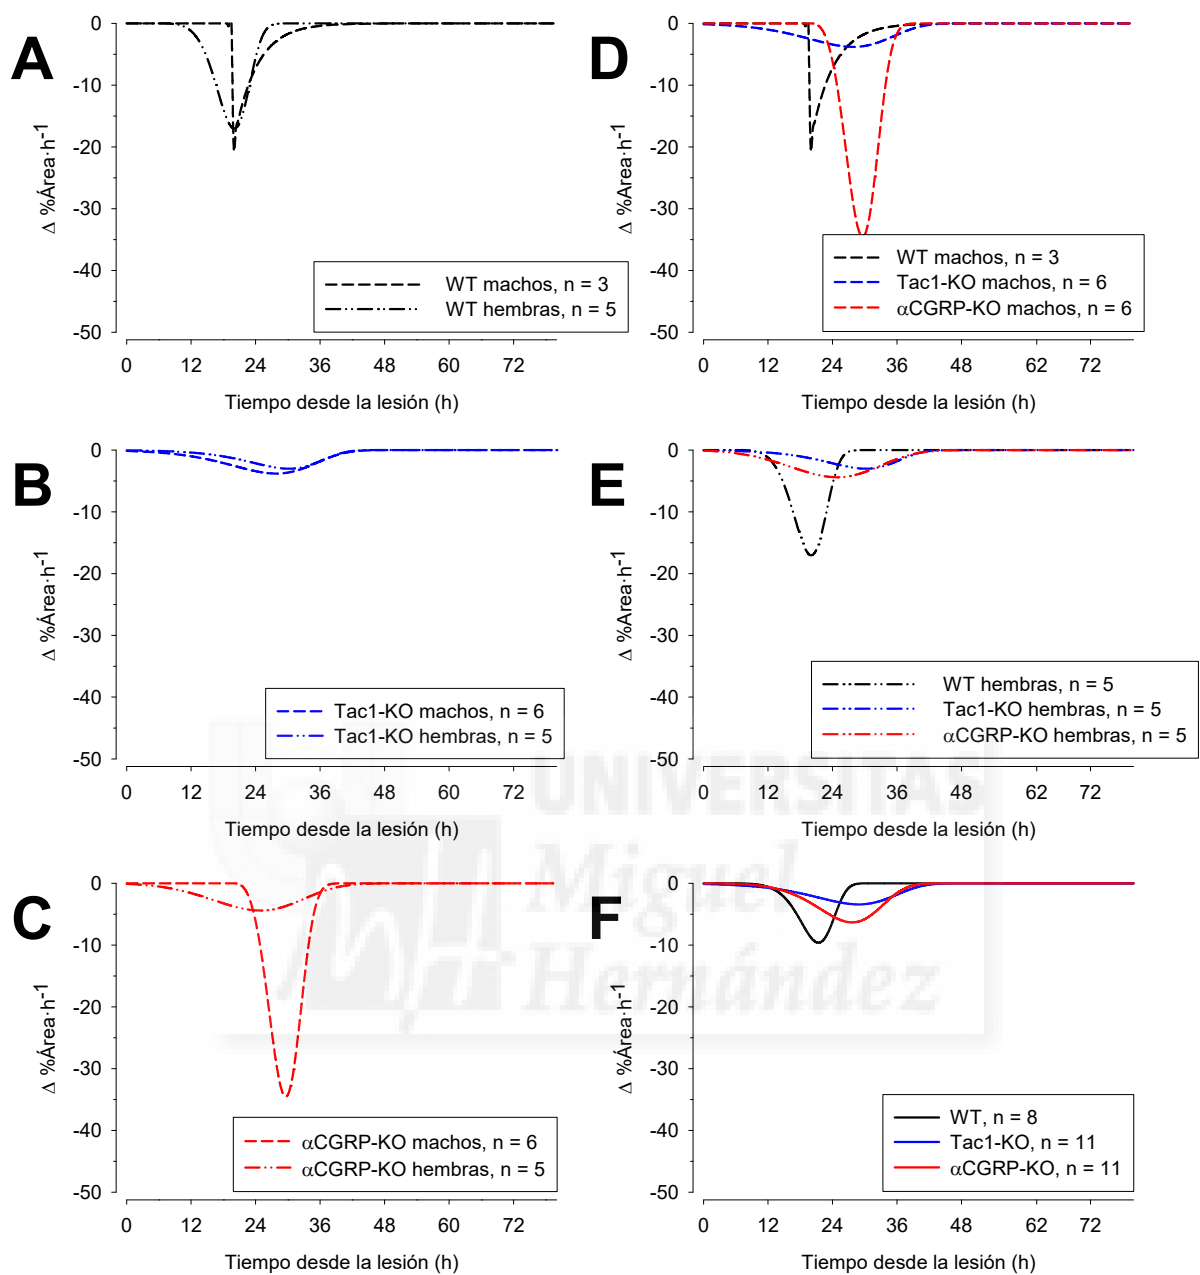 A
0
-10
-20
-30
-40
-50
Δ %Área·h⁻¹
WT machos, n = 3
WT hembras, n = 5
0 12 24 36 48 60 72
Tiempo desde la lesión (h)
D
0
-10
-20
-30
-40
-50
Δ %Área·h⁻¹
WT machos, n = 3
Tac1-KO machos, n = 6
αCGRP-KO machos, n = 6
0 12 24 36 48 62 72
Tiempo desde la lesión (h)
B
0
-10
-20
-30
-40
-50
Δ %Área·h⁻¹
Tac1-KO machos, n = 6
Tac1-KO hembras, n = 5
0 12 24 36 48 60 72
Tiempo desde la lesión (h)
E
0
-10
-20
-30
-40
-50
Δ %Área·h⁻¹
WT hembras, n = 5
Tac1-KO hembras, n = 5
αCGRP-KO hembras, n = 5
0 12 24 36 48 62 72
Tiempo desde la lesión (h)
C
0
-10
-20
-30
-40
-50
Δ %Área·h⁻¹
αCGRP-KO machos, n = 6
αCGRP-KO hembras, n = 5
0 12 24 36 48 60 72
Tiempo desde la lesión (h)
F
0
-10
-20
-30
-40
-50
Δ %Área·h⁻¹
WT, n = 8
Tac1-KO, n = 11
αCGRP-KO, n = 11
0 12 24 36 48 60 72
Tiempo desde la lesión (h)
UNIVERSITAS
Miguel
Hernández